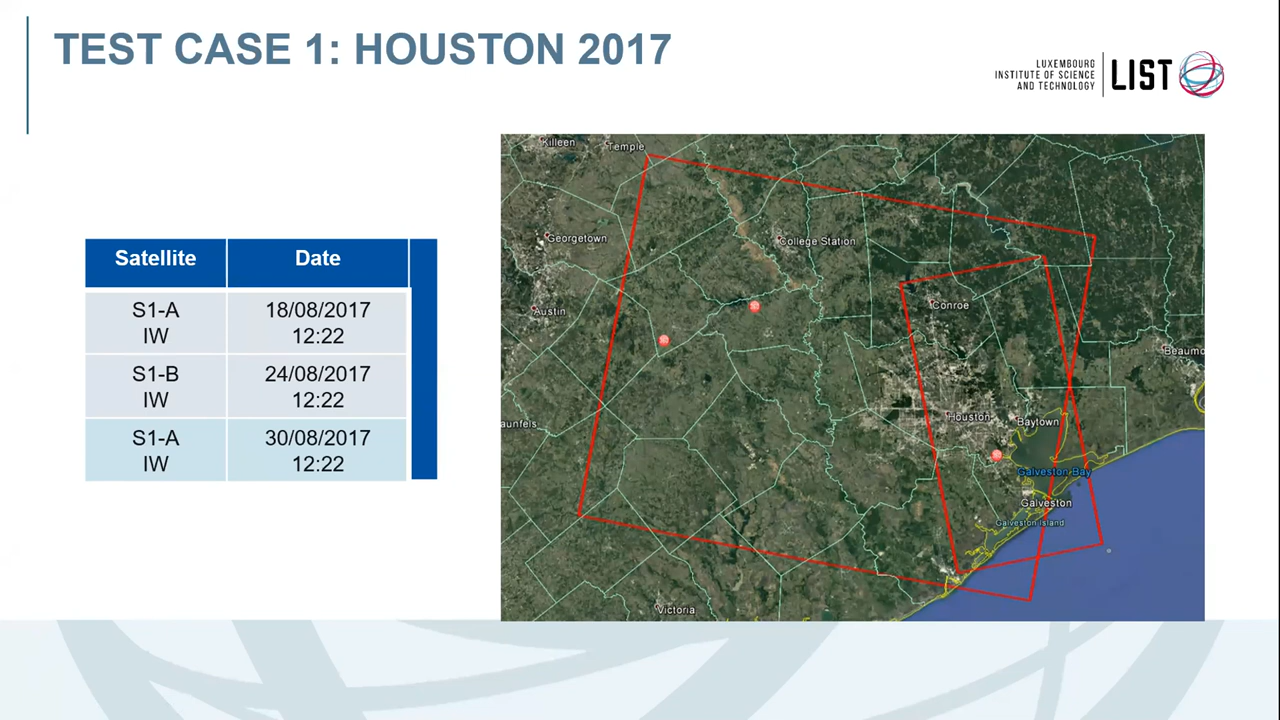 TEST CASE 1: HOUSTON 2017
LUXEMBOURG
INSTITUTE OF SCIENCE
AND TECHNOLOGY
LIST
Satellite Date
S1-A 18/08/2017
IW 12:22
S1-B 24/08/2017
IW 12:22
S1-A 30/08/2017
IW 12:22
Killeen
Temple
Georgetown
College Station
Austin
Conroe
Beaumo
aunfels
Houston
Baytown
Galveston Bay
Galveston
Galveston Island
Victoria